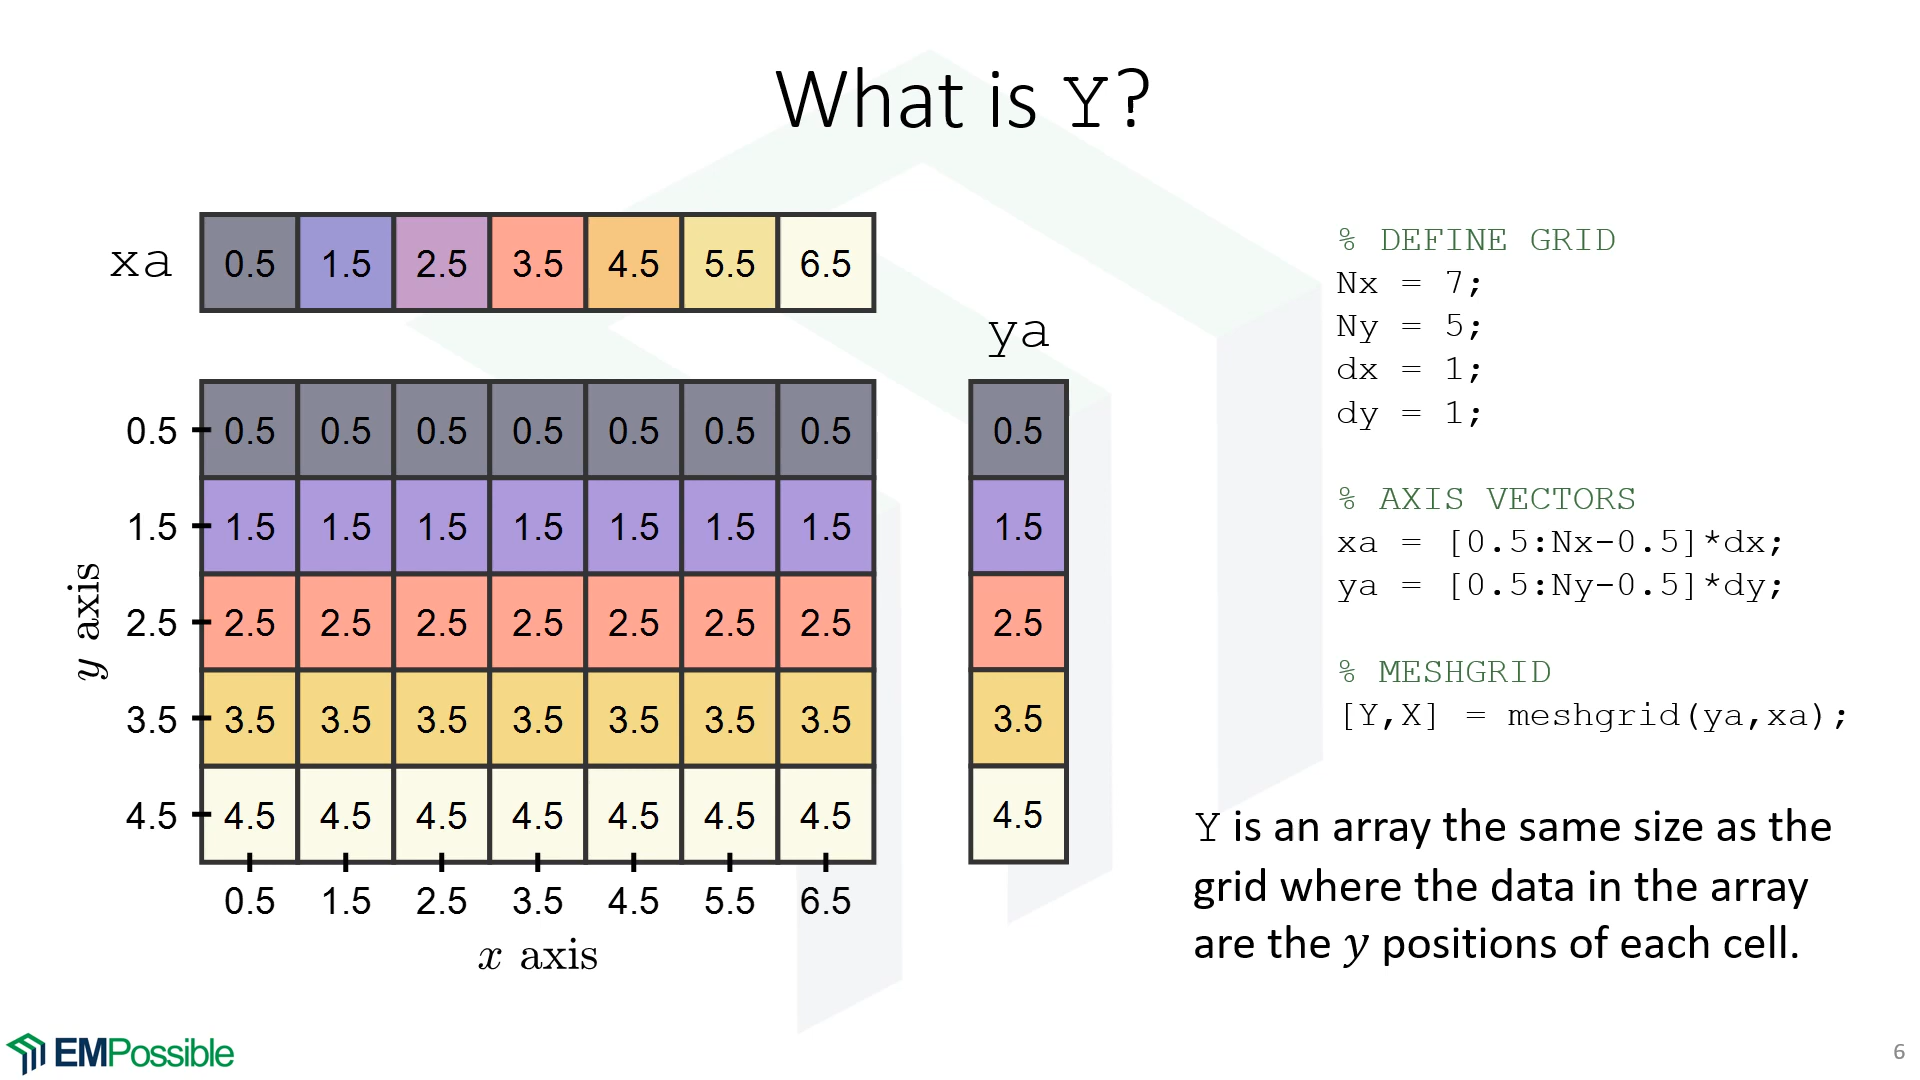 What is Y?
xa 0.5 1.5 2.5 3.5 4.5 5.5 6.5
ya
0.5 0.5 0.5 0.5 0.5 0.5 0.5 0.5 0.5
1.5 1.5 1.5 1.5 1.5 1.5 1.5 1.5 1.5
2.5 2.5 2.5 2.5 2.5 2.5 2.5 2.5 2.5
3.5 3.5 3.5 3.5 3.5 3.5 3.5 3.5 3.5
4.5 4.5 4.5 4.5 4.5 4.5 4.5 4.5 4.5
y axis
0.5 1.5 2.5 3.5 4.5 5.5 6.5
x axis
% DEFINE GRID
Nx = 7;
Ny = 5;
dx = 1;
dy = 1;
% AXIS VECTORS
xa = [0.5:Nx-0.5]*dx;
ya = [0.5:Ny-0.5]*dy;
% MESHGRID
[Y,X] = meshgrid(ya,xa);
Y is an array the same size as the
grid where the data in the array
are the y positions of each cell.
EMPossible
6